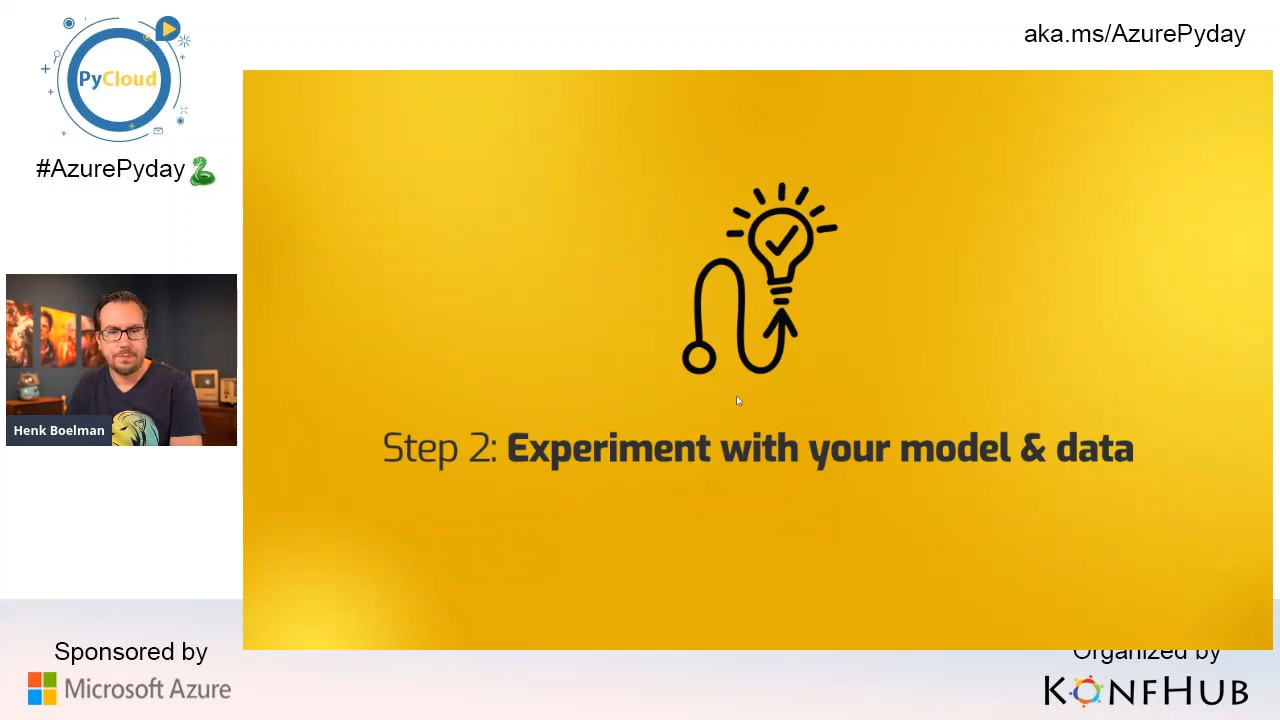 PyCloud
#AzurePyday
aka.ms/AzurePyday
Henk Boelman
Step 2: Experiment with your model & data
Sponsored by
Microsoft Azure
Organized by
KONFHUB